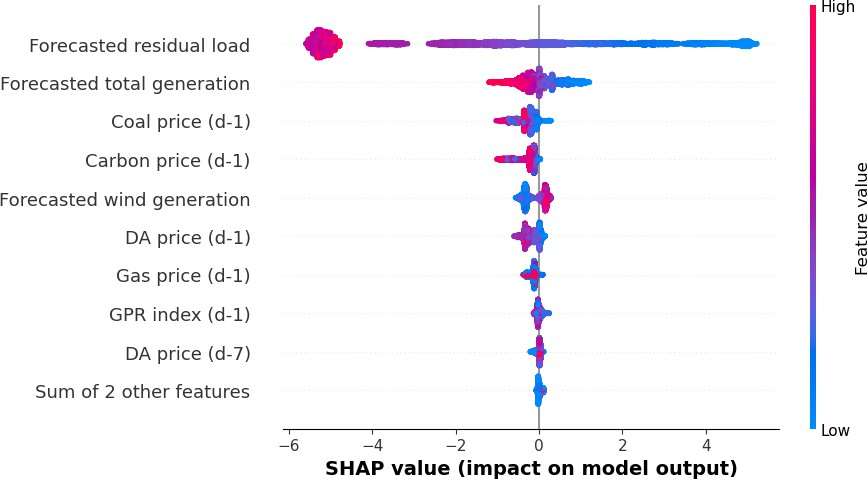 High
Forecasted residual load
Forecasted total generation
Coal price (d-1)
Carbon price (d-1)
Forecasted wind generation
DA price (d-1)
Gas price (d-1)
GPR index (d-1)
DA price (d-7)
Sum of 2 other features
Feature value
Low
−6 −4 −2 0 2 4
SHAP value (impact on model output)